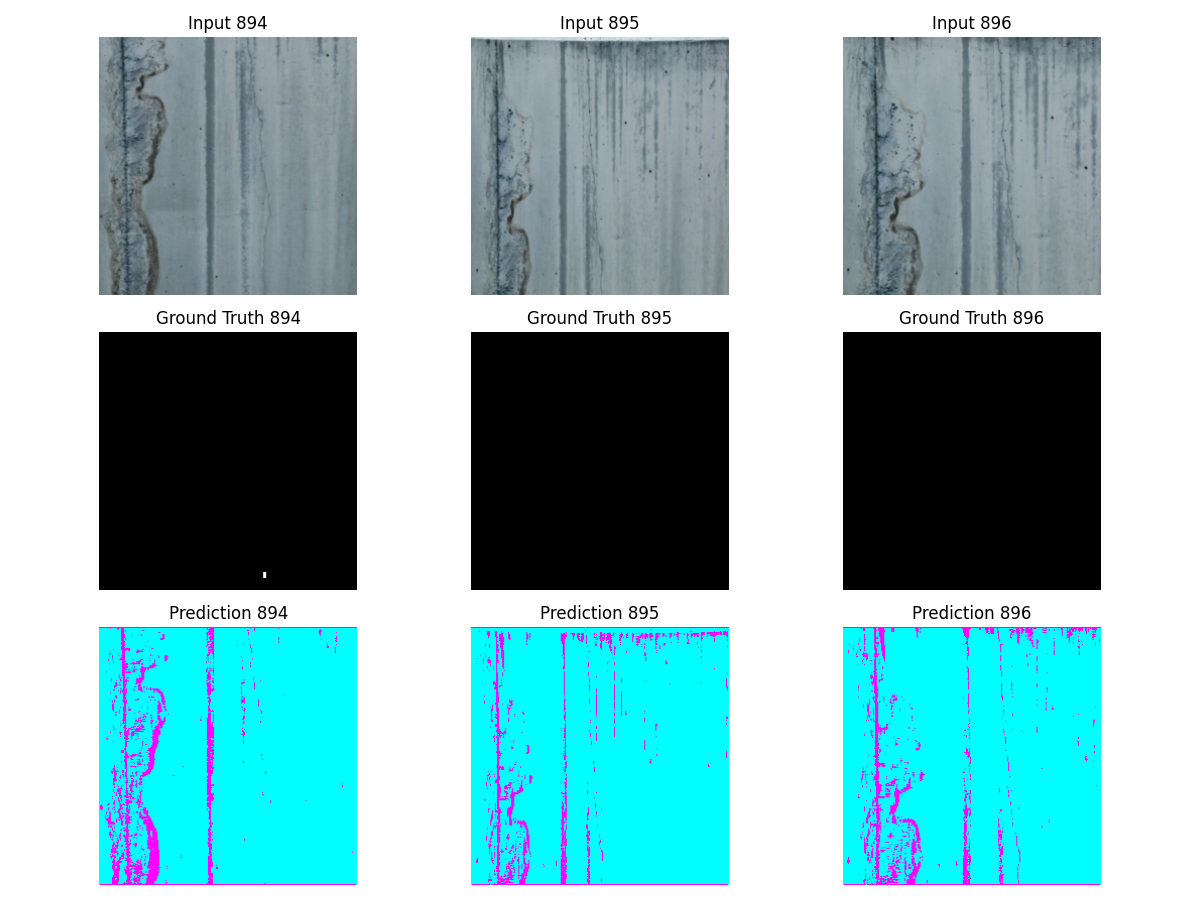 Input 894
Input 895
Input 896
Ground Truth 894
Ground Truth 895
Ground Truth 896
Prediction 894
Prediction 895
Prediction 896